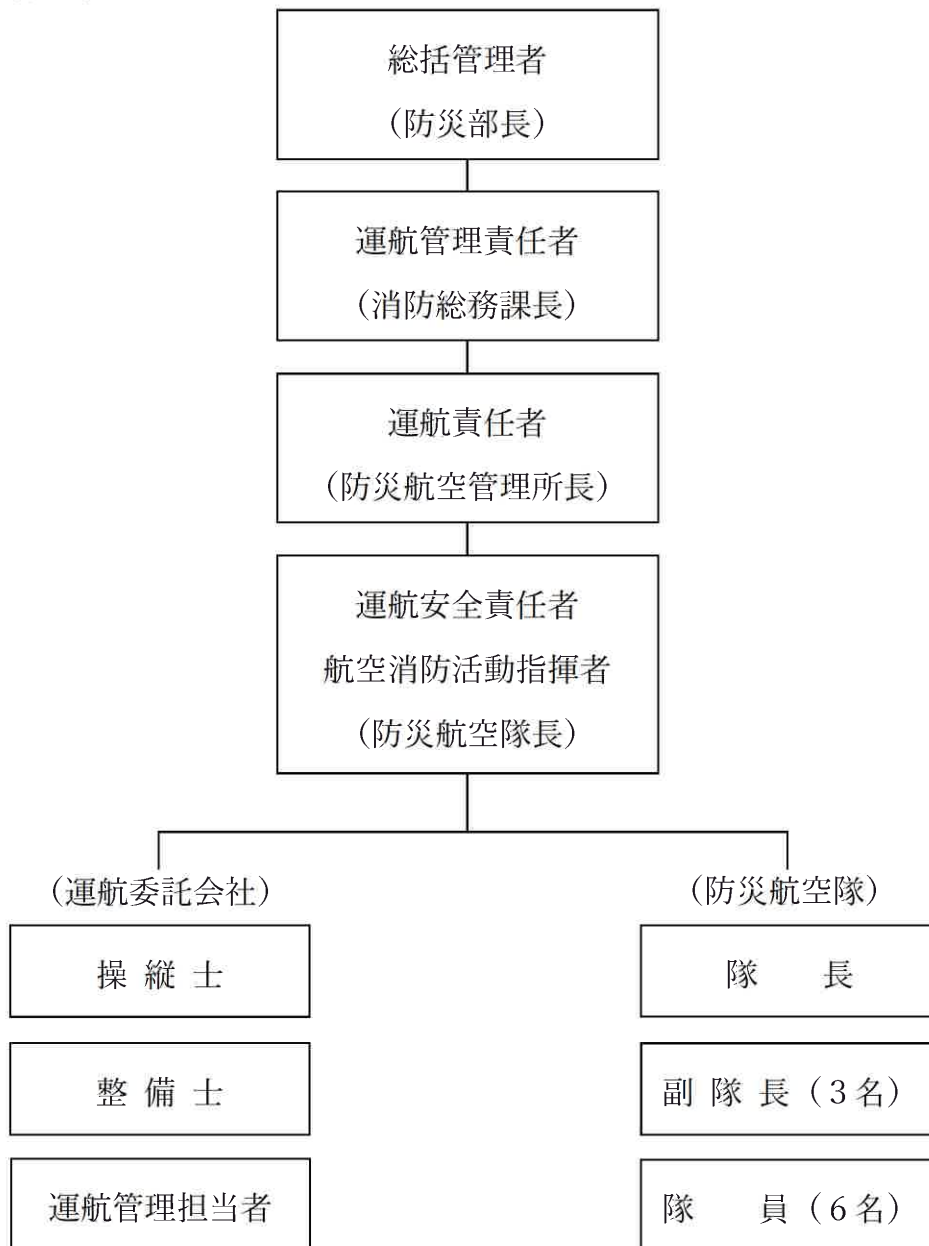 総括管理者
（防災部長）
運航管理責任者
（消防総務課長）
運航責任者
（防災航空管理所長）
運航安全責任者
航空消防活動指揮者
（防災航空隊長）
（運航委託会社）
操 縦 士
整 備 士
運航管理担当者
（防災航空隊）
隊　　長
副 隊 長（３名）
隊　　員（６名）